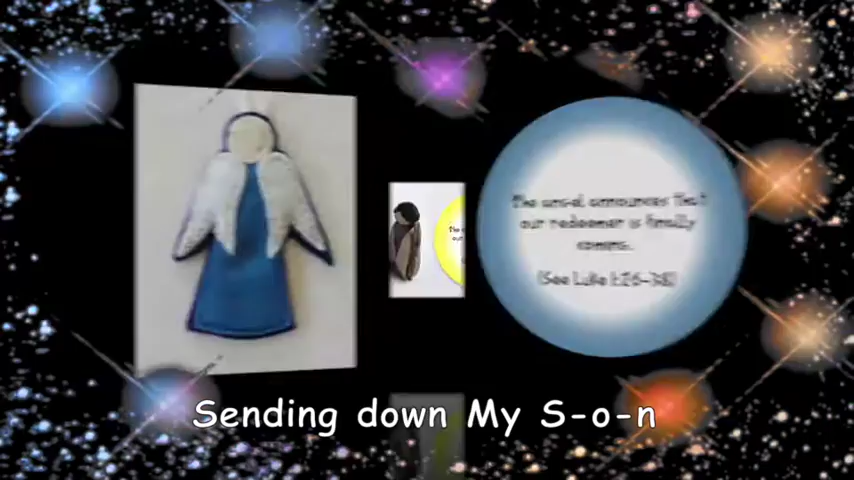 The angel announces that
our redeemer is finally
coming.
(See Luke 1:26-38)
Sending down My S-o-n